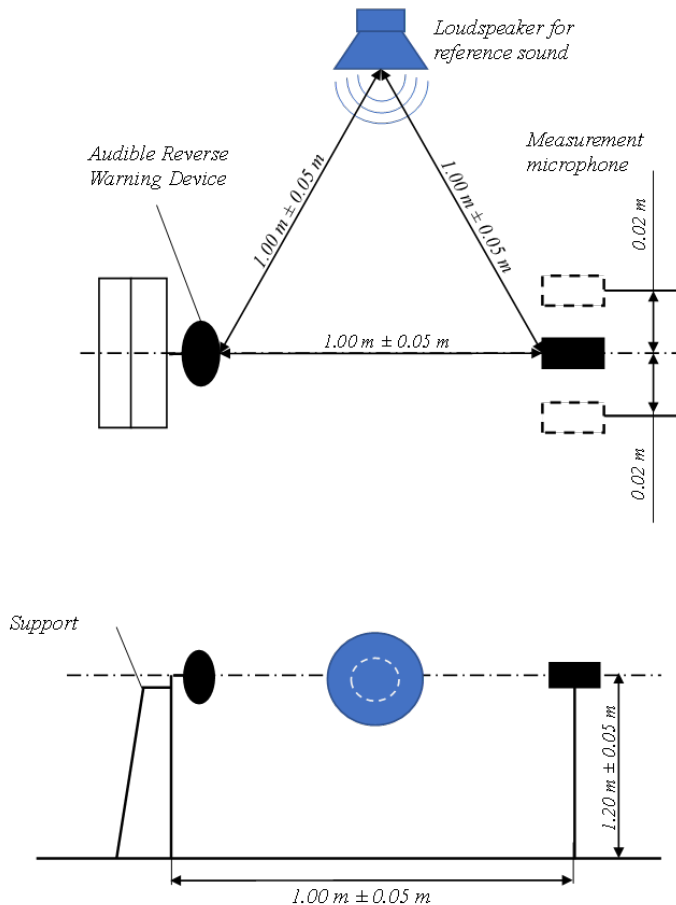 Loudspeaker for
reference sound
Audible Reverse
Warning Device
Measurement
microphone
1.00 m ± 0.05 m
1.00 m ± 0.05 m
0.02 m
1.00 m ± 0.05 m
0.02 m
Support
1.20 m ± 0.05 m
1.00 m ± 0.05 m